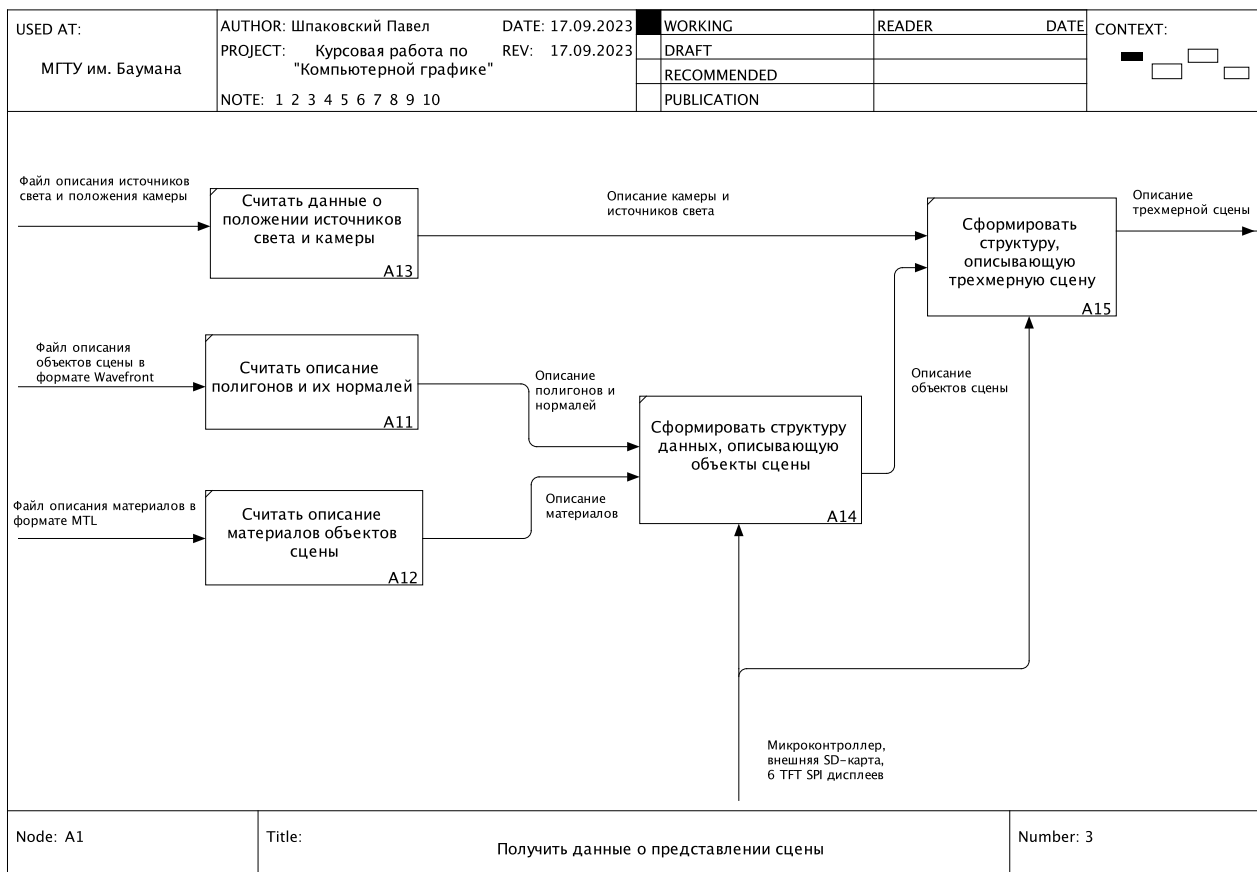 USED AT:
МГТУ им. Баумана
AUTHOR: Шпаковский Павел
DATE: 17.09.2023
PROJECT: Курсовая работа по
"Компьютерной графике"
REV: 17.09.2023
NOTE: 1 2 3 4 5 6 7 8 9 10
WORKING
DRAFT
RECOMMENDED
PUBLICATION
READER DATE
CONTEXT:
Файл описания источников
света и положения камеры
Считать данные о
положении источников
света и камеры
A13
Описание камеры и
источников света
Сформировать
структуру,
описывающую
трехмерную сцену
A15
Описание
трехмерной сцены
Файл описания
объектов сцены в
формате Wavefront
Считать описание
полигонов и их нормалей
A11
Описание
полигонов и
нормалей
Сформировать структуру
данных, описывающую
объекты сцены
A14
Описание
объектов сцены
Файл описания материалов в
формате MTL
Считать описание
материалов объектов
сцены
A12
Описание
материалов
Микроконтроллер,
внешняя SD-карта,
6 TFT SPI дисплеев
Node: A1
Title:
Получить данные о представлении сцены
Number: 3